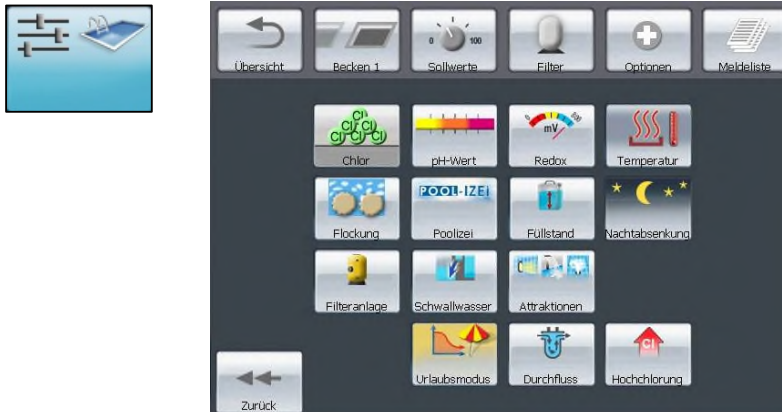 0 100
Übersicht Becken 1 Sollwerte Filter Optionen Meldeliste
Cl Cl Cl Cl Cl Cl mV
Chlor pH-Wert Redox Temperatur
POOL-IZEI
Flockung Poolizei Füllstand Nachtabsenkung
Filteranlage Schwallwasser Attraktionen
Cl
Urlaubsmodus Durchfluss Hochchlorung
Zurück